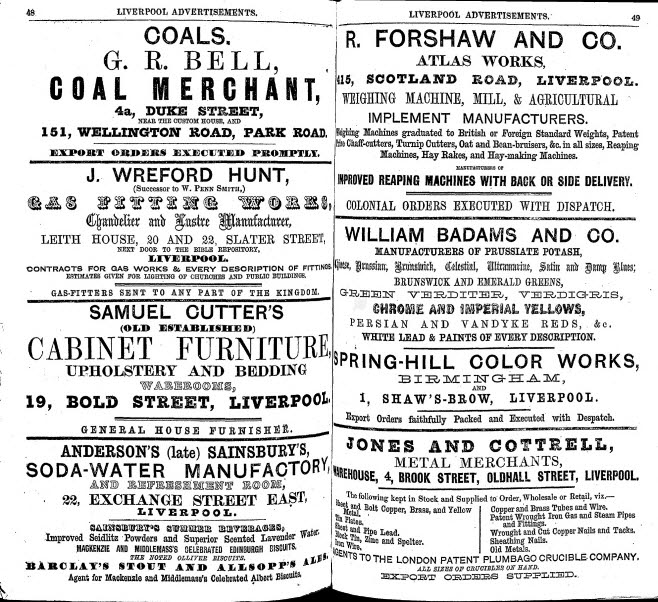 48
LIVERPOOL ADVERTISEMENTS.
COALS.
G. R. BELL,
COAL MERCHANT,
4a, DUKE STREET,
NEAR THE CUSTOM HOUSE, AND
151, WELLINGTON ROAD, PARK ROAD,
EXPORT ORDERS EXECUTED PROMPTLY.
J. WREFORD HUNT,
(Successor to W. PENN SMITH,)
GAS FITTING WORKS,
Chandelier and Lustre Manufacturer,
LEITH HOUSE, 20 AND 22, SLATER STREET,
NEXT DOOR TO THE BIBLE REPOSITORY,
LIVERPOOL.
CONTRACTS FOR GAS WORKS & EVERY DESCRIPTION OF FITTINGS
ESTIMATES GIVEN FOR LIGHTING OF CHURCHES AND PUBLIC BUILDINGS.
GAS-FITTERS SENT TO ANY PART OF THE KINGDOM.
SAMUEL CUTTER'S
(OLD ESTABLISHED)
CABINET FURNITURE,
UPHOLSTERY AND BEDDING
WAREROOMS,
19, BOLD STREET, LIVERPOOL.
GENERAL HOUSE FURNISHER.
ANDERSON'S (late) SAINSBURY'S,
SODA-WATER MANUFACTORY,
AND REFRESHMENT ROOM,
22, EXCHANGE STREET EAST,
LIVERPOOL.
SAINSBURY'S SUMMER BEVERAGES,
Improved Seidlitz Powders and Superior Scented Lavender Water.
MACKENZIE AND MIDDLEMASS'S CELEBRATED EDINBURGH BISCUITS.
THE NOTED OLLIVER BISCUITS.
BARCLAY'S STOUT AND ALLSOPP'S ALES.
Agent for Mackenzie and Middlemass's Celebrated Albert Biscuits.
LIVERPOOL ADVERTISEMENTS.
49
R. FORSHAW AND CO.
ATLAS WORKS,
415, SCOTLAND ROAD, LIVERPOOL.
WEIGHING MACHINE, MILL, & AGRICULTURAL
IMPLEMENT MANUFACTURERS.
Weighing Machines graduated to British or Foreign Standard Weights, Patent
Chaff-cutters, Turnip Cutters, Oat and Bean-bruisers, &c. in all sizes, Reaping
Machines, Hay Rakes, and Hay-making Machines.
MANUFACTURERS OF
IMPROVED REAPING MACHINES WITH BACK OR SIDE DELIVERY.
COLONIAL ORDERS EXECUTED WITH DISPATCH.
WILLIAM BADAMS AND CO.
MANUFACTURERS OF PRUSSIATE POTASH,
Chinese, Prussian, Brunswick, Celestial, Ultramarine, Satin and Damp Blues;
BRUNSWICK AND EMERALD GREENS,
GREEN VERDITER, VERDIGRIS,
CHROME AND IMPERIAL YELLOWS,
PERSIAN AND VANDYKE REDS, &c.
WHITE LEAD & PAINTS OF EVERY DESCRIPTION.
SPRING-HILL COLOR WORKS,
BIRMINGHAM,
AND
1, SHAW'S-BROW, LIVERPOOL.
Export Orders faithfully Packed and Executed with Despatch.
JONES AND COTTRELL,
METAL MERCHANTS,
WAREHOUSE, 4, BROOK STREET, OLDHALL STREET, LIVERPOOL.
The following kept in Stock and Supplied to Order, Wholesale or Retail, viz.—
Sheet and Bolt Copper, Brass, and Yellow
Metal.
Tin Plates.
Sheet and Pipe Lead.
Block Tin, Zinc and Spelter.
Iron Wire.
Copper and Brass Tubes and Wire.
Patent Wrought Iron Gas and Steam Pipes
and Fittings.
Wrought and Cut Copper Nails and Tacks.
Sheathing Nails.
Old Metals.
AGENTS TO THE LONDON PATENT PLUMBAGO CRUCIBLE COMPANY.
ALL SIZES OF CRUCIBLES ON HAND.
EXPORT ORDERS SUPPLIED.